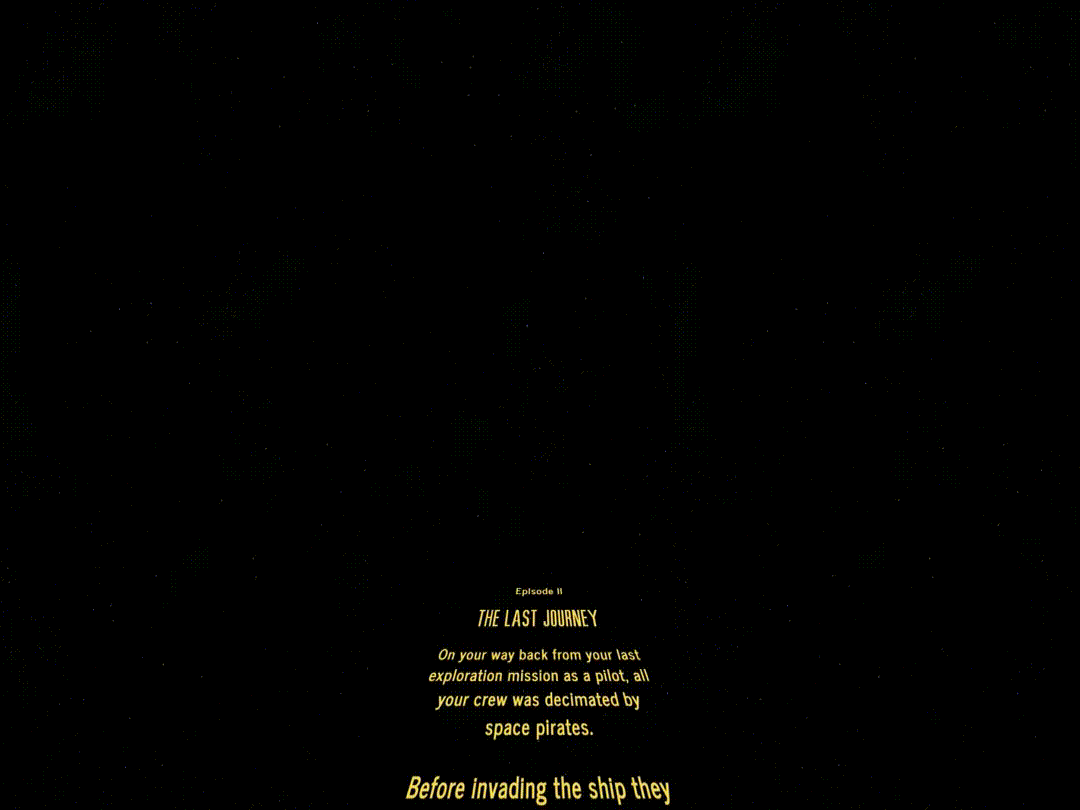 Episode II
THE LAST JOURNEY
On your way back from your last
exploration mission as a pilot, all
your crew was decimated by
space pirates.
Before invading the ship they